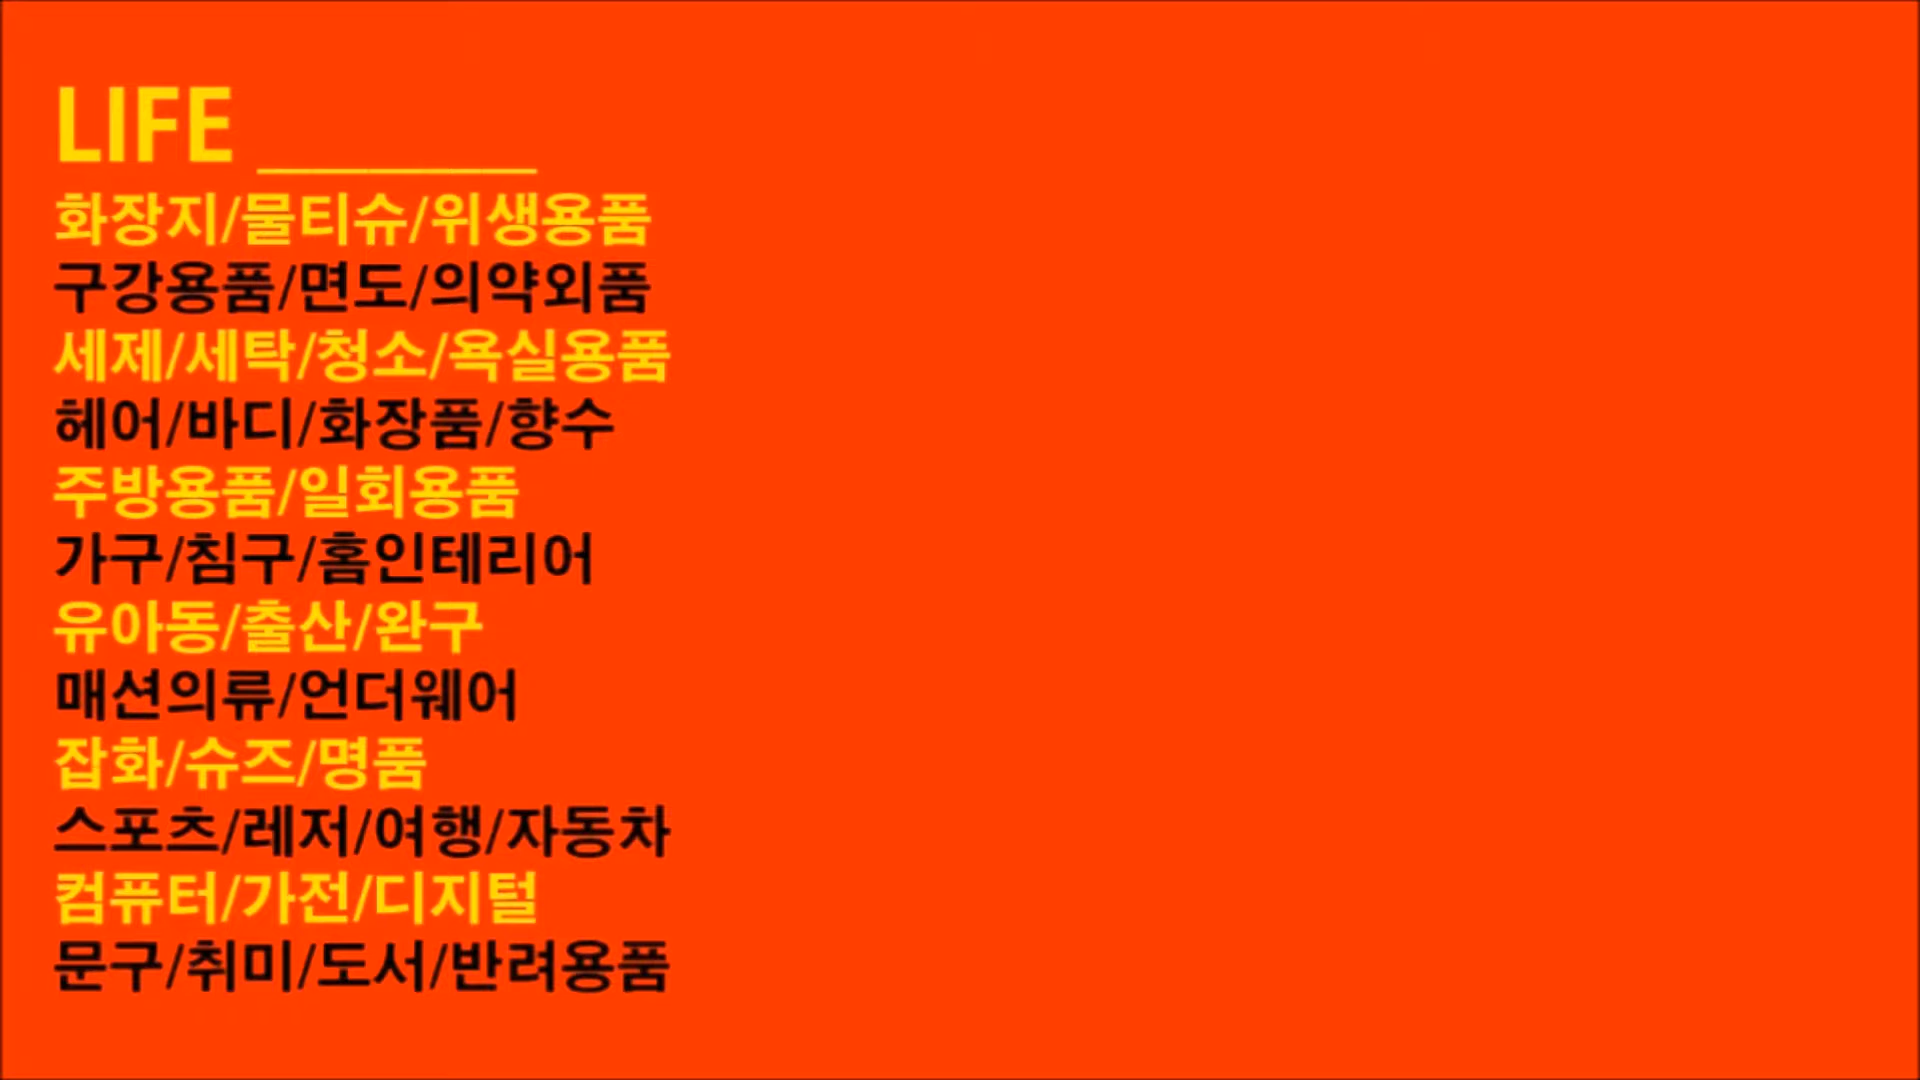 LIFE _______
화장지/물티슈/위생용품
구강용품/면도/의약외품
세제/세탁/청소/욕실용품
헤어/바디/화장품/향수
주방용품/일회용품
가구/침구/홈인테리어
유아동/출산/완구
매션의류/언더웨어
잡화/슈즈/명품
스포츠/레저/여행/자동차
컴퓨터/가전/디지털
문구/취미/도서/반려용품